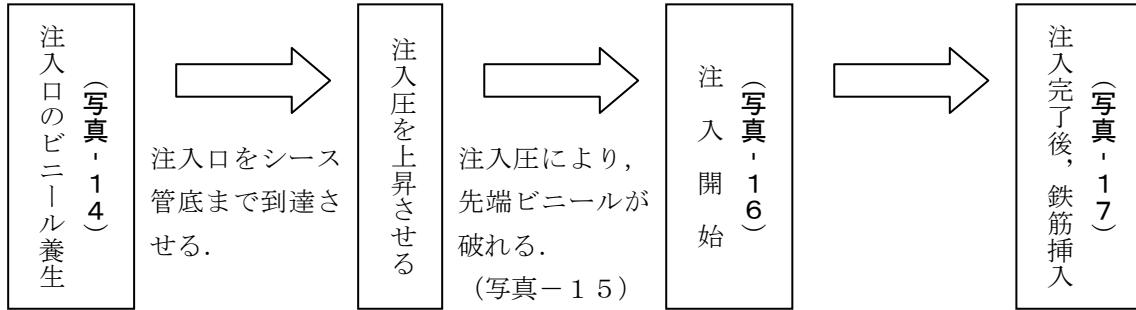 注入口のビニール養生
（写真-14）
注入口をシース
管底まで到達さ
せる．
注入圧を上昇させる
注入圧により，
先端ビニールが
破れる．
（写真－１５）
注入開始
（写真-16）
注入完了後，鉄筋挿入
（写真-17）